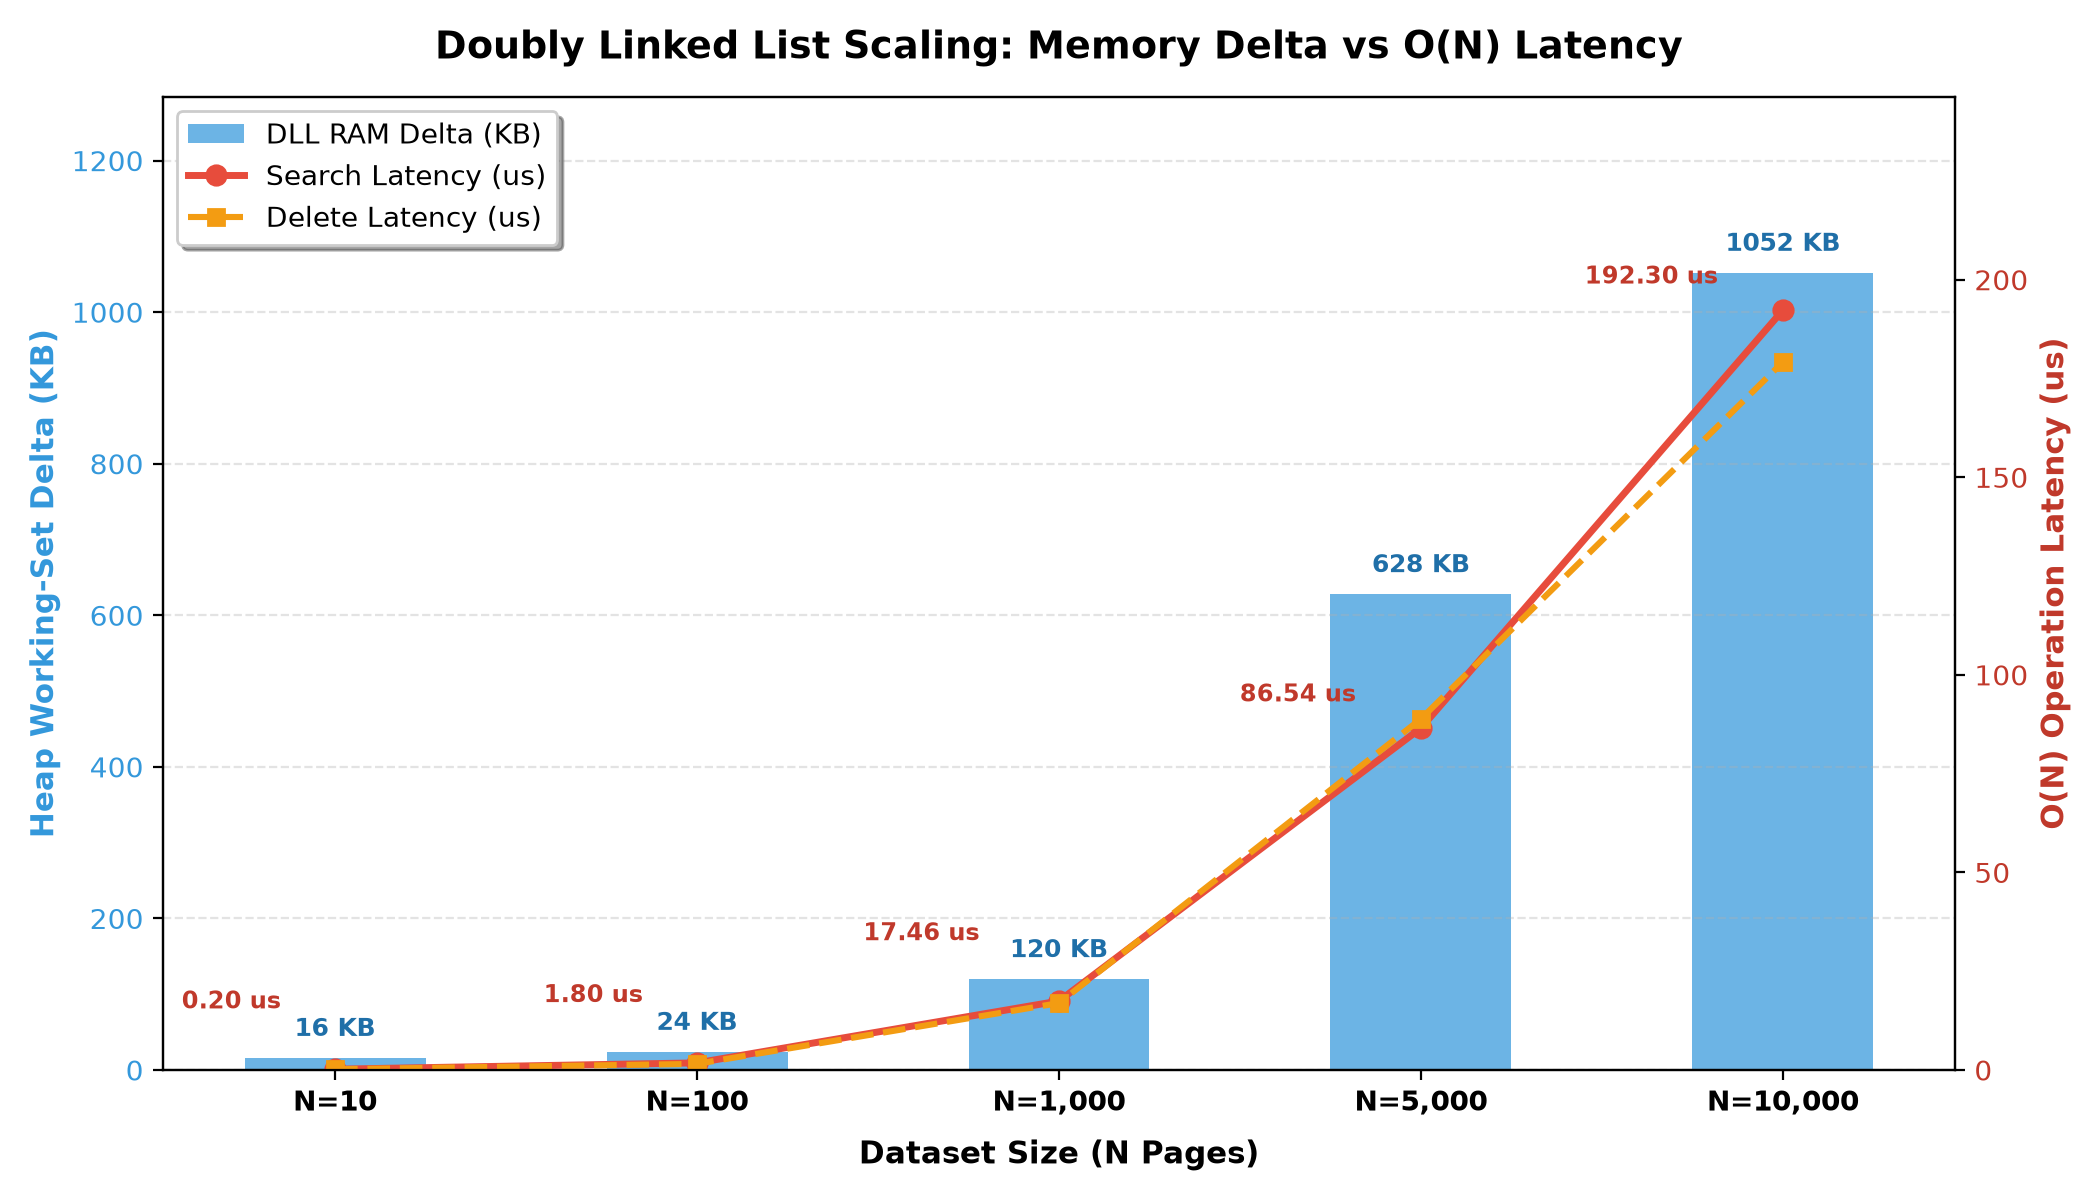 Doubly Linked List Scaling: Memory Delta vs O(N) Latency
DLL RAM Delta (KB)
Search Latency (us)
Delete Latency (us)
Heap Working-Set Delta (KB)
1200
1000
800
600
400
200
0
O(N) Operation Latency (us)
200
150
100
50
0
0.20 us
16 KB
1.80 us
24 KB
17.46 us
120 KB
86.54 us
628 KB
192.30 us
1052 KB
N=10
N=100
N=1,000
N=5,000
N=10,000
Dataset Size (N Pages)